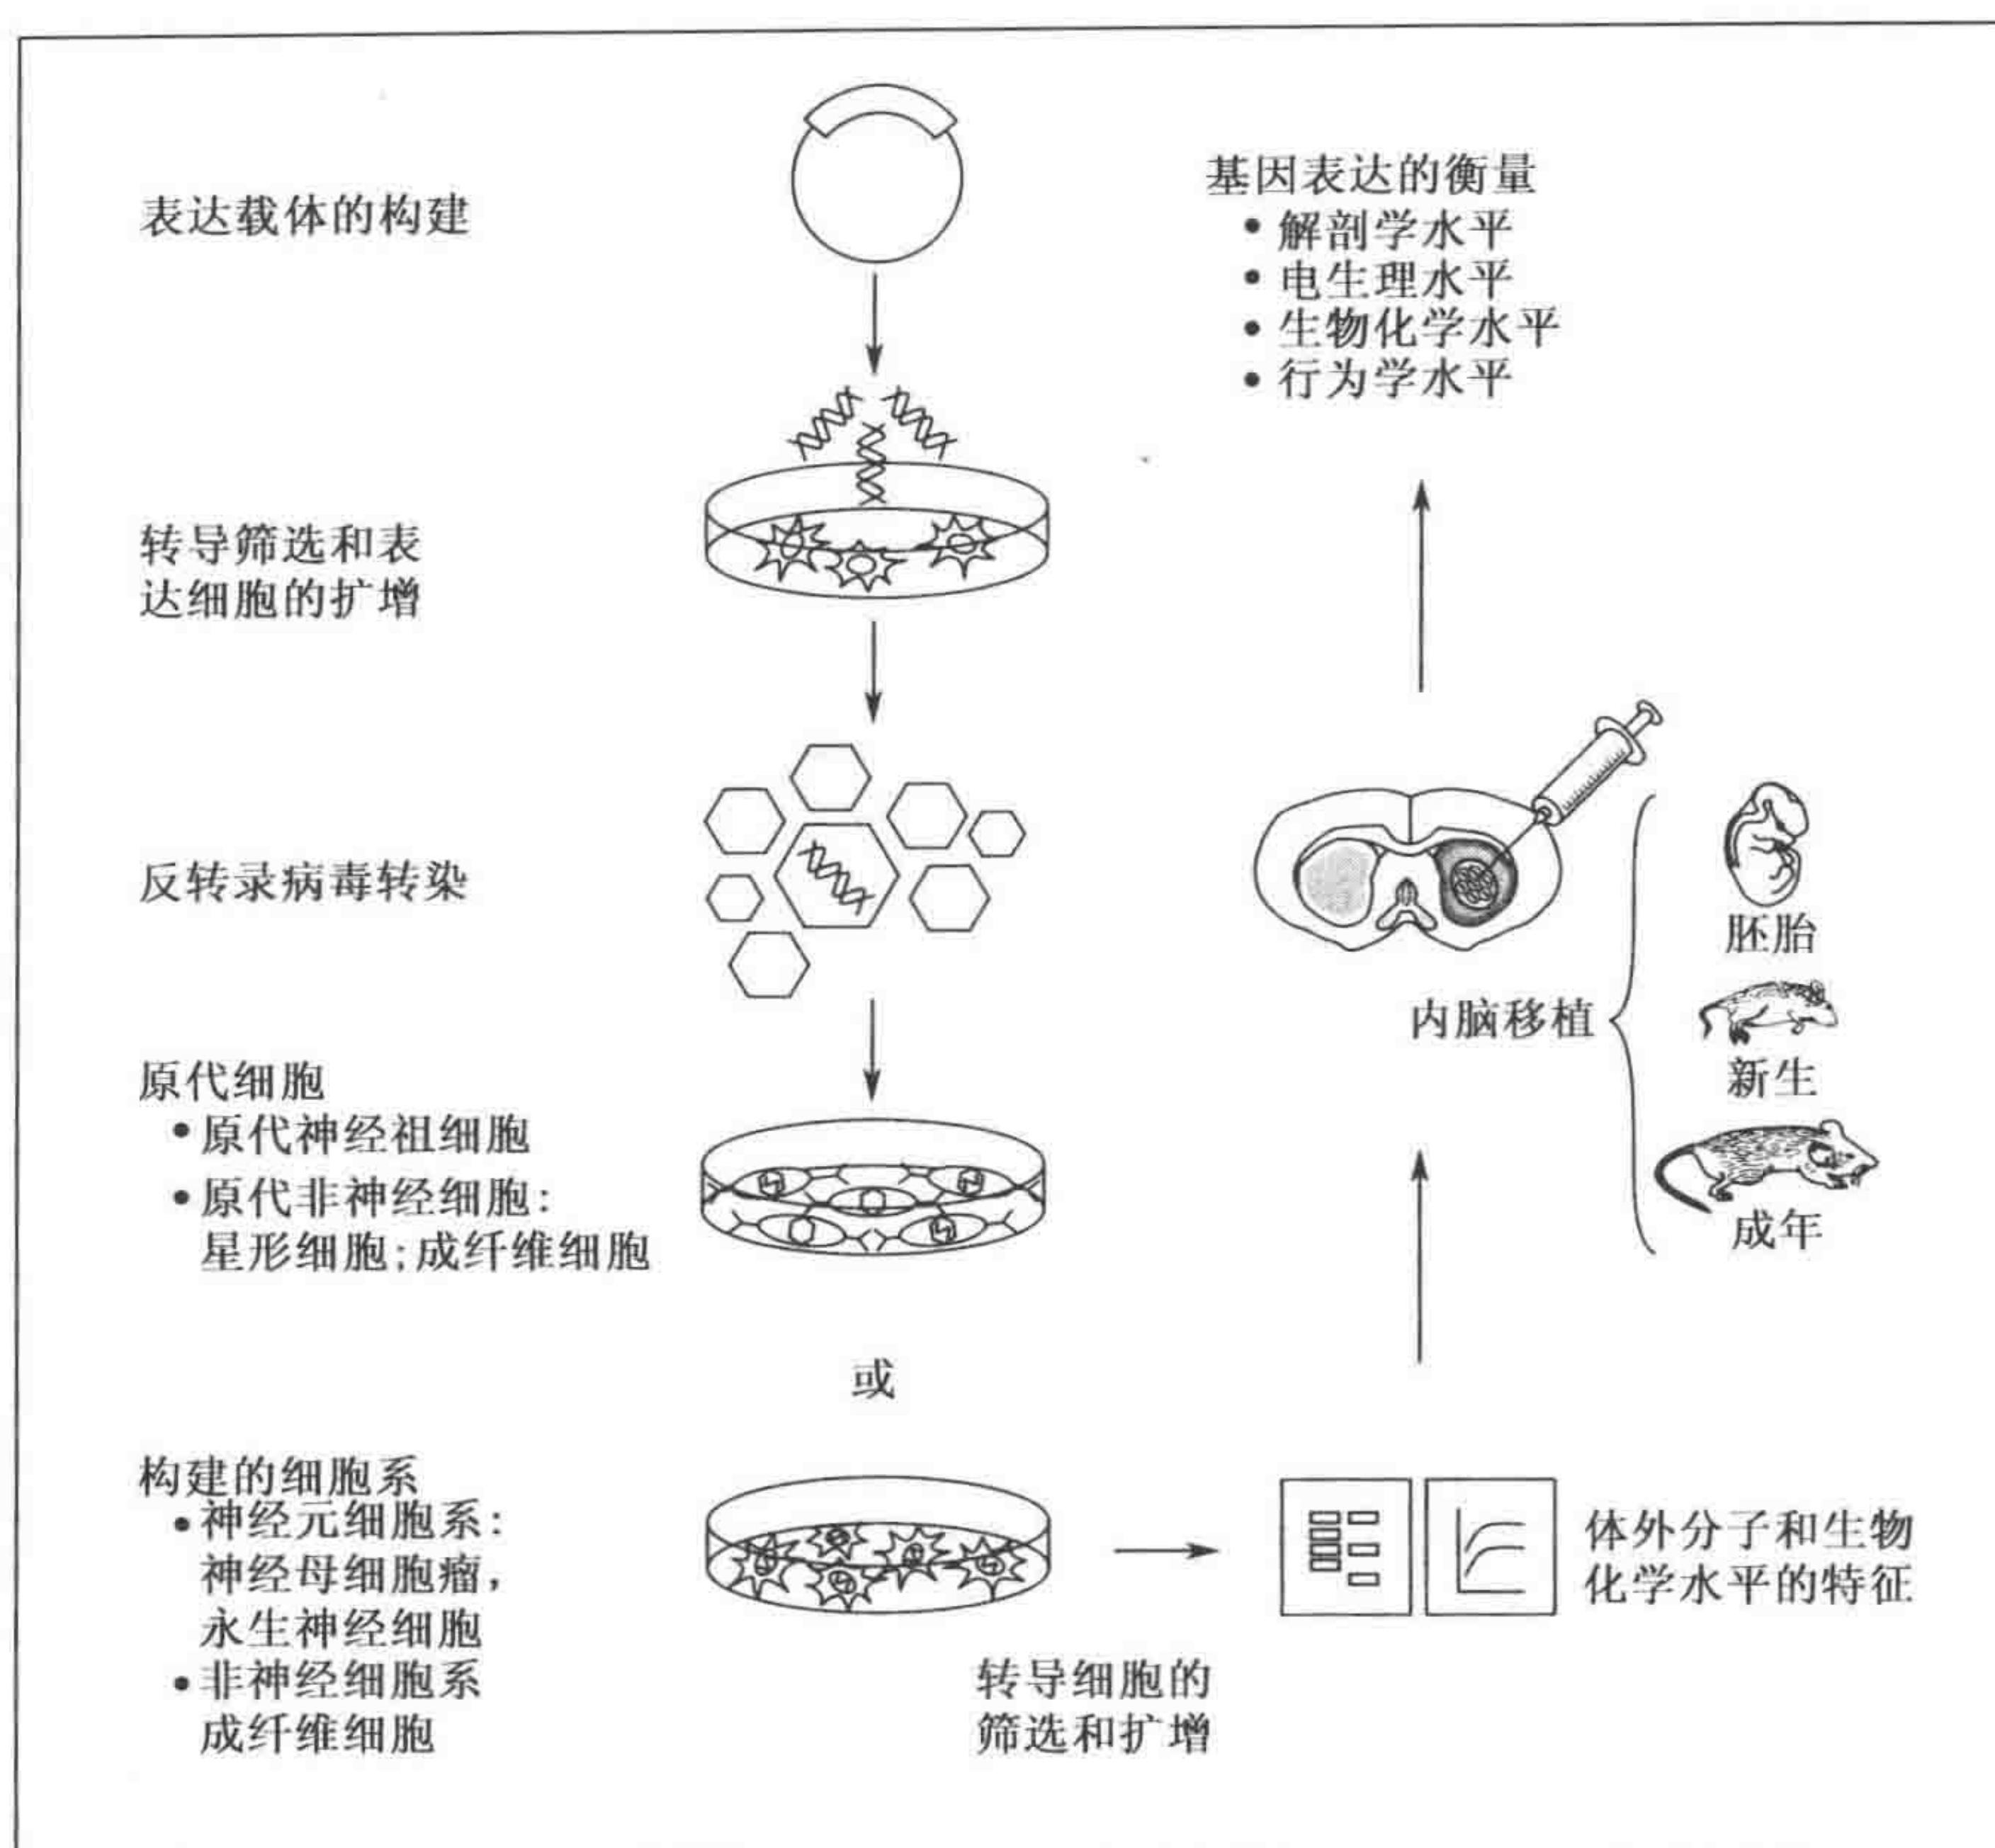 表达载体的构建
转导筛选和表
达细胞的扩增
反转录病毒转染
原代细胞
• 原代神经祖细胞
• 原代非神经细胞:
星形细胞;成纤维细胞
或
构建的细胞系
• 神经元细胞系:
神经母细胞瘤,
永生神经细胞
• 非神经细胞系
成纤维细胞
转导细胞的
筛选和扩增
体外分子和生物
化学水平的特征
内脑移植
胚胎
新生
成年
基因表达的衡量
• 解剖学水平
• 电生理水平
• 生物化学水平
• 行为学水平